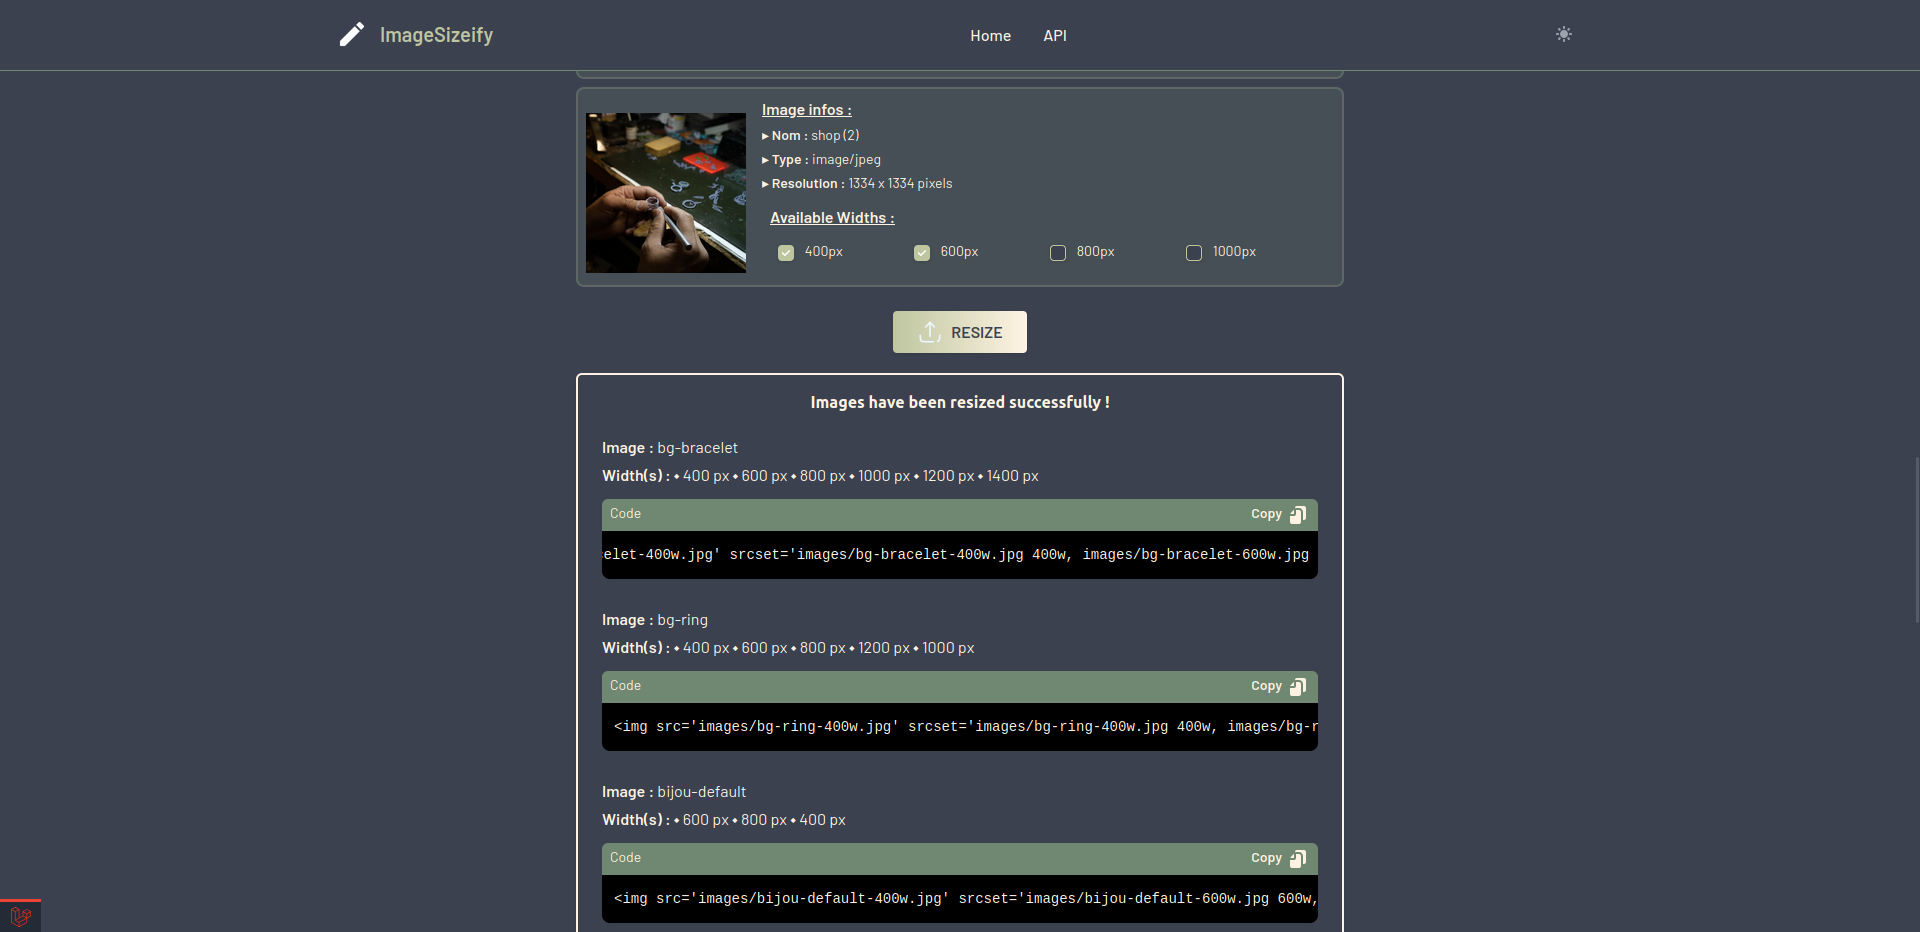 ImageSizeify
Home API
Image infos :
▸ Nom : shop (2)
▸ Type : image/jpeg
▸ Resolution : 1334 x 1334 pixels
Available Widths :
400px 600px 800px 1000px
RESIZE
Images have been resized successfully !
Image : bg-bracelet
Width(s) : • 400 px • 600 px • 800 px • 1000 px • 1200 px • 1400 px
Code Copy
elet-400w.jpg' srcset='images/bg-bracelet-400w.jpg 400w, images/bg-bracelet-600w.jpg
Image : bg-ring
Width(s) : • 400 px • 600 px • 800 px • 1200 px • 1000 px
Code Copy
<img src='images/bg-ring-400w.jpg' srcset='images/bg-ring-400w.jpg 400w, images/bg-r
Image : bijou-default
Width(s) : • 600 px • 800 px • 400 px
Code Copy
<img src='images/bijou-default-400w.jpg' srcset='images/bijou-default-600w.jpg 600w,